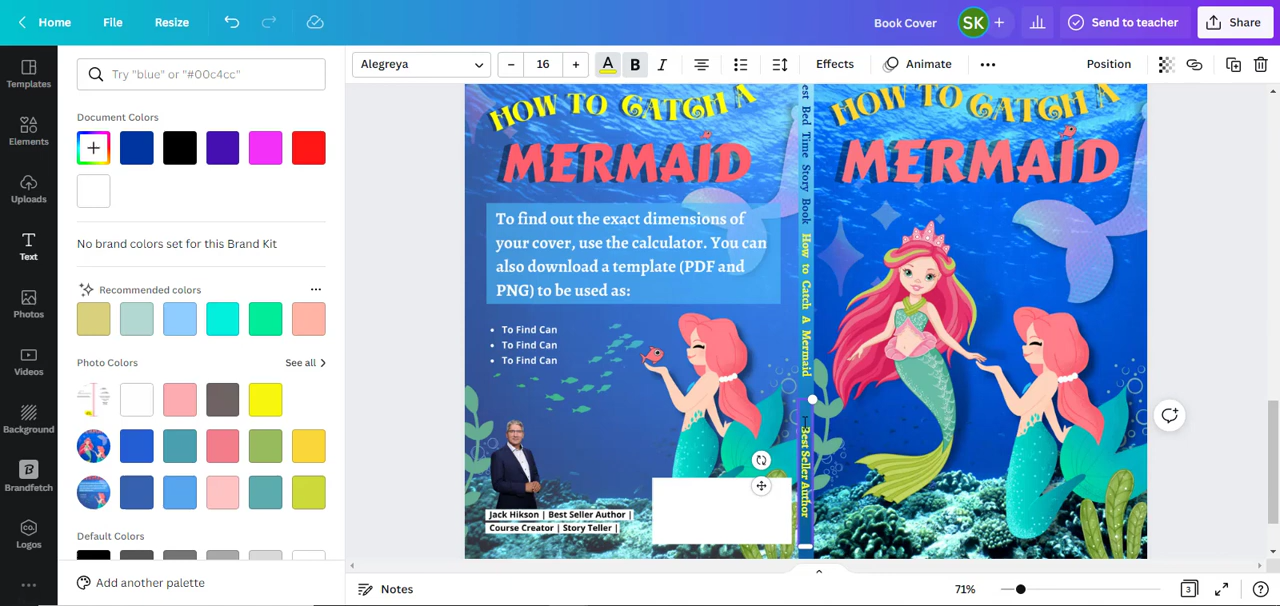 Home
File
Resize
Book Cover
SK
+
Send to teacher
Share
Templates
Elements
Uploads
Text
Photos
Videos
Background
Brandfetch
Logos
Try "blue" or "#00c4cc"
Document Colors
No brand colors set for this Brand Kit
Recommended colors
Photo Colors
See all
Default Colors
Add another palette
Alegreya
– 16 +
A
B
I
Effects
Animate
Position
HOW TO CATCH A
MERMAID
To find out the exact dimensions of
your cover, use the calculator. You can
also download a template (PDF and
PNG) to be used as:
• To Find Can
• To Find Can
• To Find Can
Jack Hikson | Best Seller Author |
Course Creator | Story Teller |
est Bed Time Story Book How to Catch A Mermaid
Best Seller Author
HOW TO CATCH A
MERMAID
Notes
71%
3
?